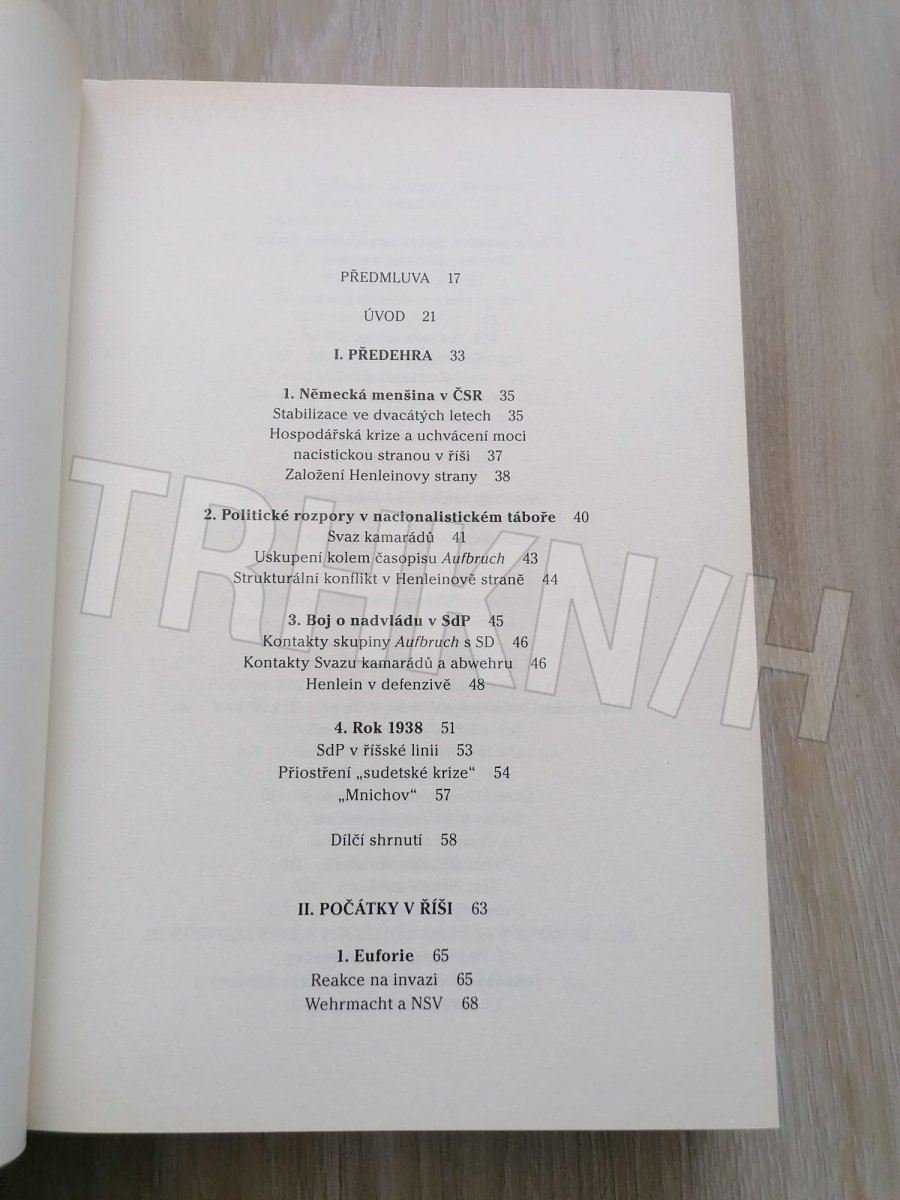 PŘEDMLUVA 17
ÚVOD 21
I. PŘEDEHRA 33
1. Německá menšina v ČSR 35
Stabilizace ve dvacátých letech 35
Hospodářská krize a uchvácení moci
nacistickou stranou v říši 37
Založení Henleinovy strany 38
2. Politické rozpory v nacionalistickém táboře 40
Svaz kamarádů 41
Uskupení kolem časopisu Aufbruch 43
Strukturální konflikt v Henleinově straně 44
3. Boj o nadvládu v SdP 45
Kontakty skupiny Aufbruch s SD 46
Kontakty Svazu kamarádů a abwehru 46
Henlein v defenzivě 48
4. Rok 1938 51
SdP v říšské linii 53
Přiostření „sudetské krize“ 54
„Mnichov“ 57
Dílčí shrnutí 58
II. POČÁTKY V ŘÍŠI 63
1. Euforie 65
Reakce na invazi 65
Wehrmacht a NSV 68
TRHKNIH